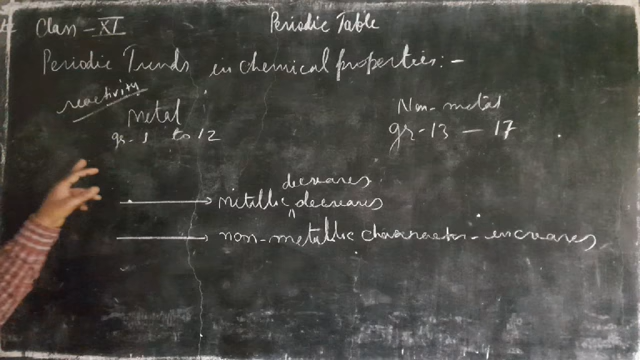 Class - XI
Periodic Table
Periodic Trends in chemical properties:-
reactivity
metal
gr-1 to 12
Non-metal
gr-13 - 17
decreases
metallic ^ decreases
non-metallic character - increases